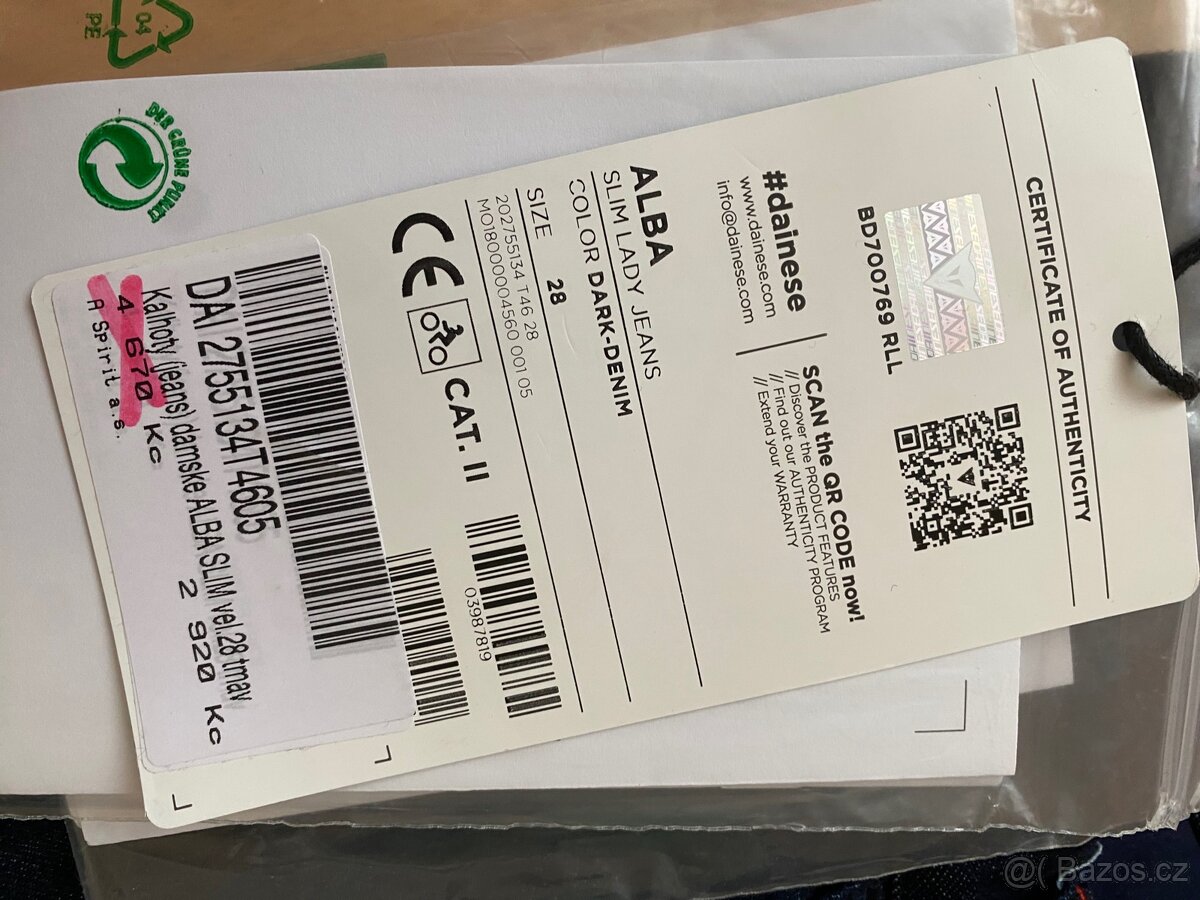 CERTIFICATE OF AUTHENTICITY
BD700769 RLL
#dainese
www.dainese.com
info@dainese.com
SCAN the QR CODE now!
// Discover the PRODUCT FEATURES
// Find out our AUTHENTICITY PROGRAM
// Extend your WARRANTY
ALBA
SLIM LADY JEANS
COLOR DARK-DENIM
SIZE 28
202755134 T46 28
MO18000004560 001 05
03987819
CE CAT. II
DAI 2755134T4605
Kalhoty (jeans) damske ALBA SLIM vel.28 tmav
4 670 Kc
2 920 Kc
A Spirit a.s.
DER GRÜNE PUNKT
04
PE
@( Bazos.cz